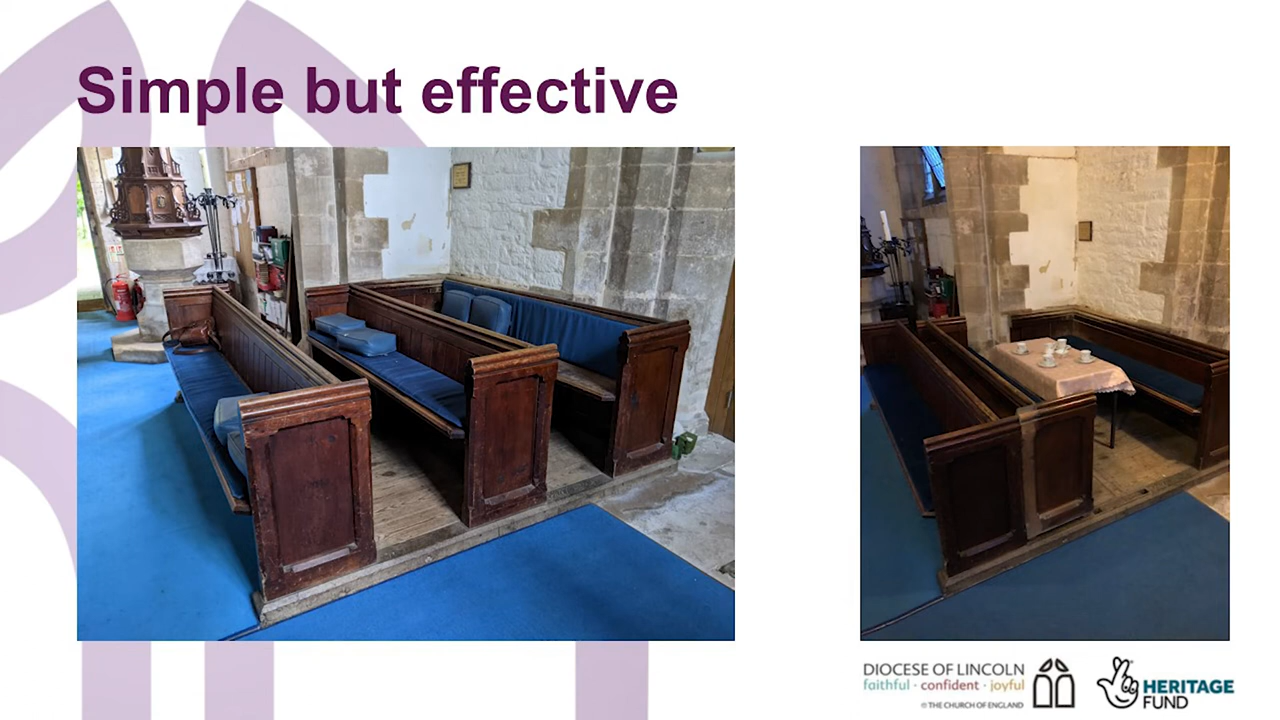 Simple but effective
DIOCESE OF LINCOLN
faithful · confident · joyful
© THE CHURCH OF ENGLAND
HERITAGE
FUND